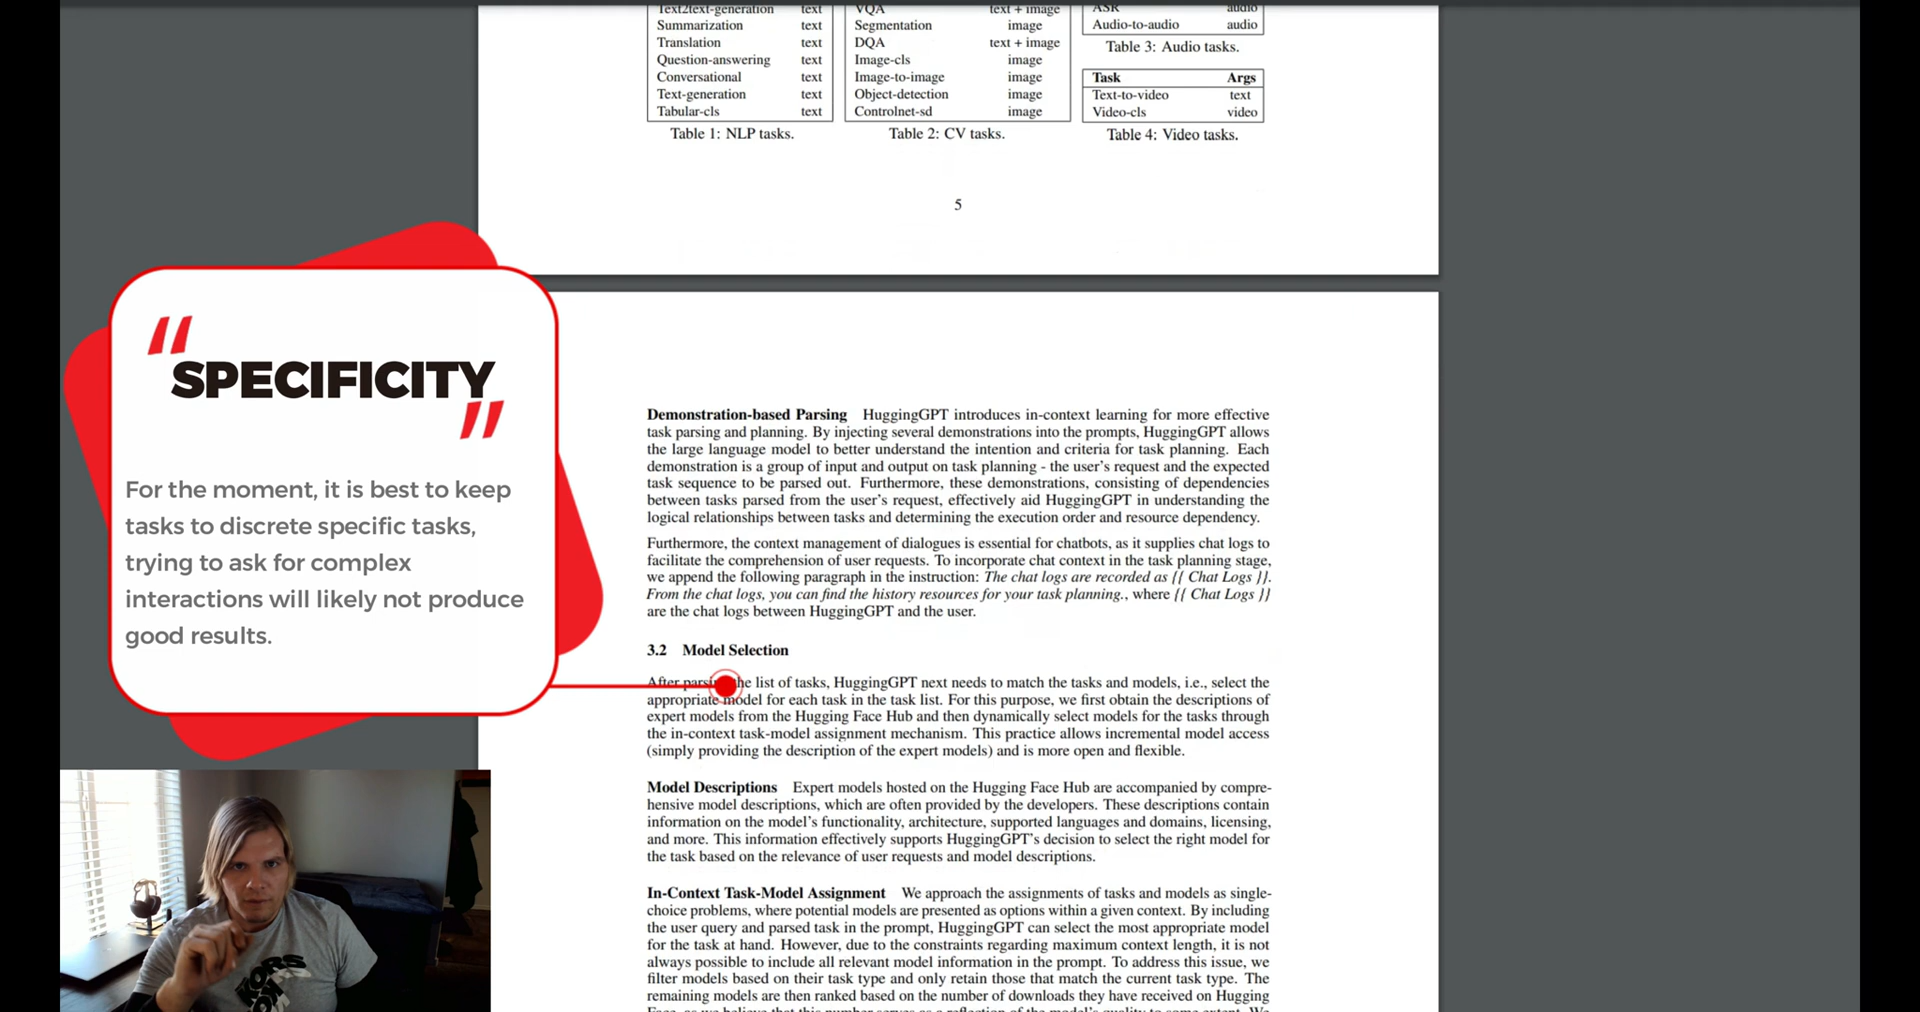 Text2text-generation text
Summarization text
Translation text
Question-answering text
Conversational text
Text-generation text
Tabular-cls text
Table 1: NLP tasks.
VQA text + image
Segmentation image
DQA text + image
Image-cls image
Image-to-image image
Object-detection image
Controlnet-sd image
Table 2: CV tasks.
ASR audio
Audio-to-audio audio
Table 3: Audio tasks.
Task Args
Text-to-video text
Video-cls video
Table 4: Video tasks.
5
"
SPECIFICITY
"
For the moment, it is best to keep
tasks to discrete specific tasks,
trying to ask for complex
interactions will likely not produce
good results.
Demonstration-based Parsing HuggingGPT introduces in-context learning for more effective
task parsing and planning. By injecting several demonstrations into the prompts, HuggingGPT allows
the large language model to better understand the intention and criteria for task planning. Each
demonstration is a group of input and output on task planning - the user's request and the expected
task sequence to be parsed out. Furthermore, these demonstrations, consisting of dependencies
between tasks parsed from the user's request, effectively aid HuggingGPT in understanding the
logical relationships between tasks and determining the execution order and resource dependency.
Furthermore, the context management of dialogues is essential for chatbots, as it supplies chat logs to
facilitate the comprehension of user requests. To incorporate chat context in the task planning stage,
we append the following paragraph in the instruction: The chat logs are recorded as {{ Chat Logs }}.
From the chat logs, you can find the history resources for your task planning., where {{ Chat Logs }}
are the chat logs between HuggingGPT and the user.
3.2 Model Selection
After parsing the list of tasks, HuggingGPT next needs to match the tasks and models, i.e., select the
appropriate model for each task in the task list. For this purpose, we first obtain the descriptions of
expert models from the Hugging Face Hub and then dynamically select models for the tasks through
the in-context task-model assignment mechanism. This practice allows incremental model access
(simply providing the description of the expert models) and is more open and flexible.
Model Descriptions Expert models hosted on the Hugging Face Hub are accompanied by compre-
hensive model descriptions, which are often provided by the developers. These descriptions contain
information on the model's functionality, architecture, supported languages and domains, licensing,
and more. This information effectively supports HuggingGPT's decision to select the right model for
the task based on the relevance of user requests and model descriptions.
In-Context Task-Model Assignment We approach the assignments of tasks and models as single-
choice problems, where potential models are presented as options within a given context. By including
the user query and parsed task in the prompt, HuggingGPT can select the most appropriate model
for the task at hand. However, due to the constraints regarding maximum context length, it is not
always possible to include all relevant model information in the prompt. To address this issue, we
filter models based on their task type and only retain those that match the current task type. The
remaining models are then ranked based on the number of downloads they have received on Hugging